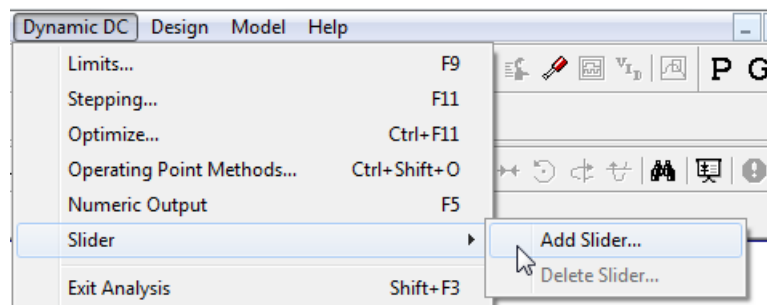 Dynamic DC Design Model Help
Limits... F9
Stepping... F11
Optimize... Ctrl+F11
Operating Point Methods... Ctrl+Shift+O
Numeric Output F5
Slider
Add Slider...
Delete Slider...
Exit Analysis Shift+F3
V I D
P G